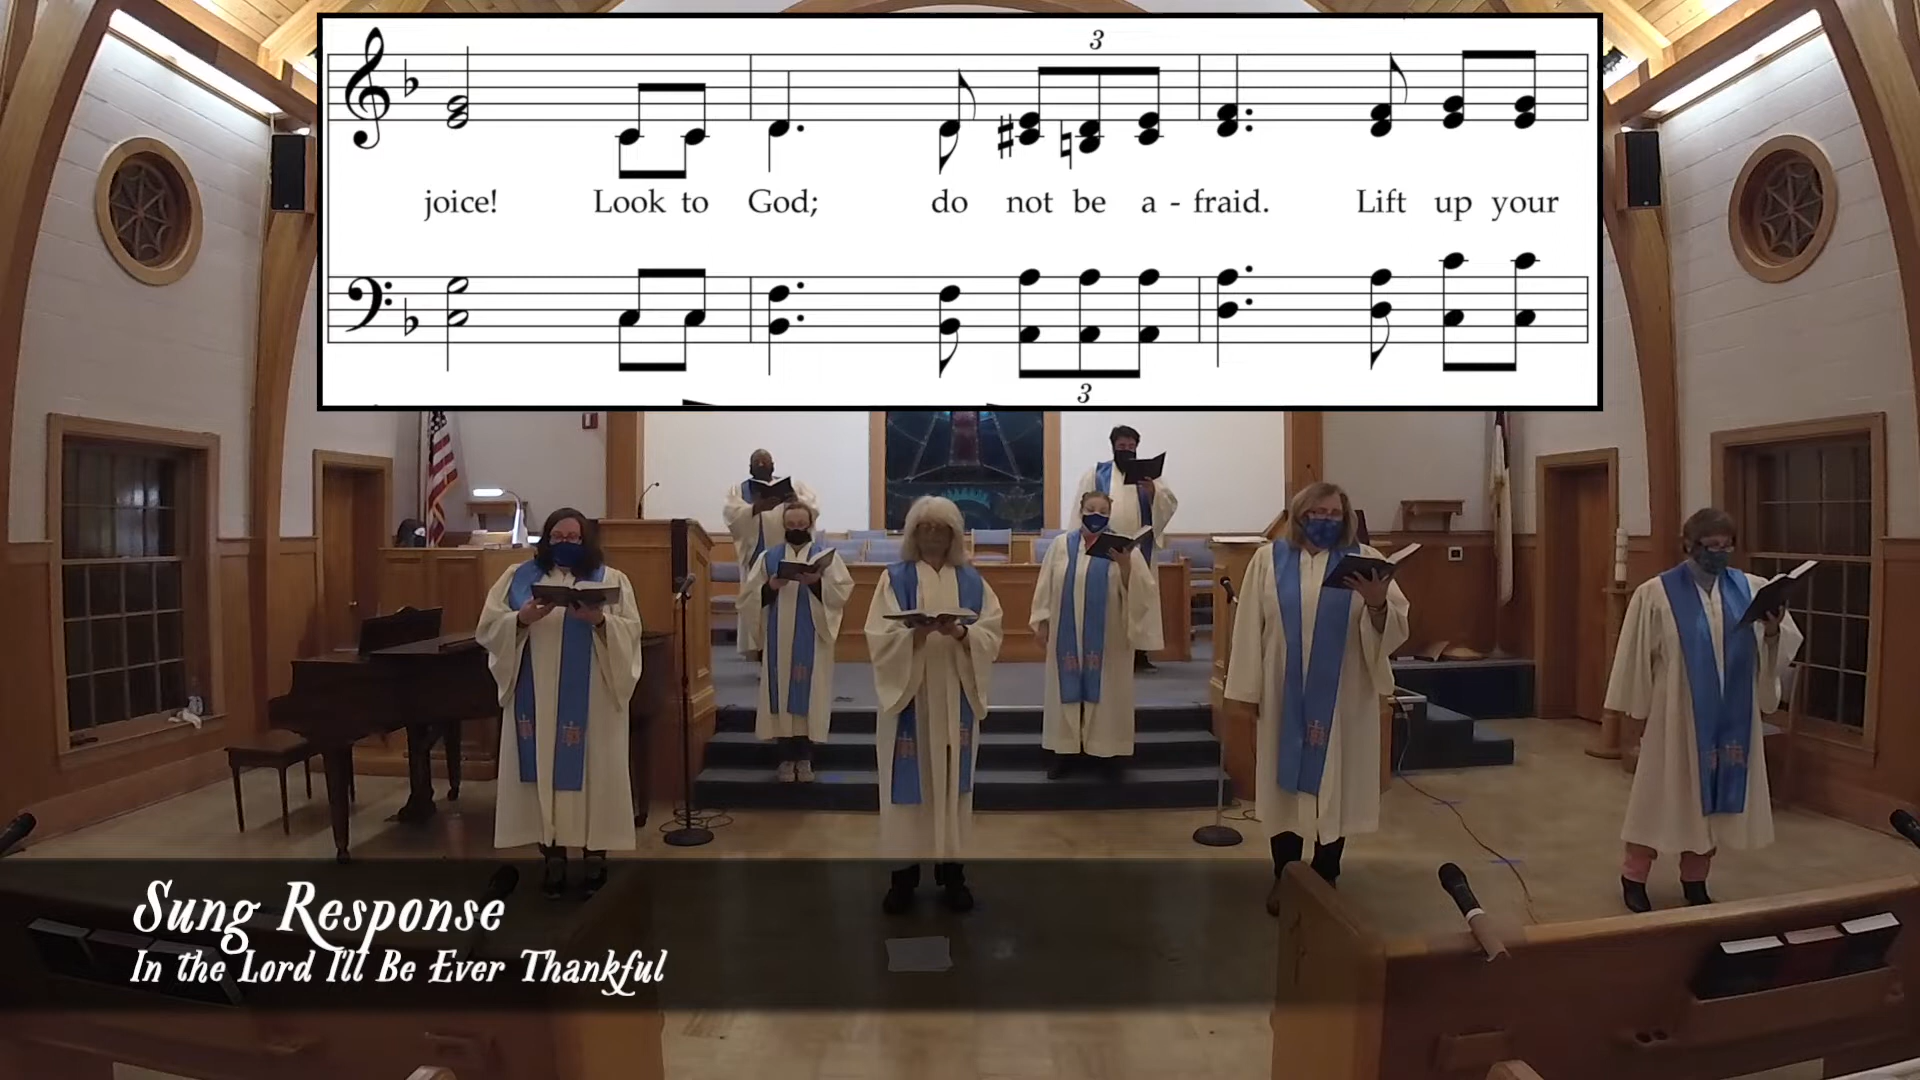 3
joice! Look to God; do not be a - fraid. Lift up your
3
Sung Response
In the Lord I'll Be Ever Thankful